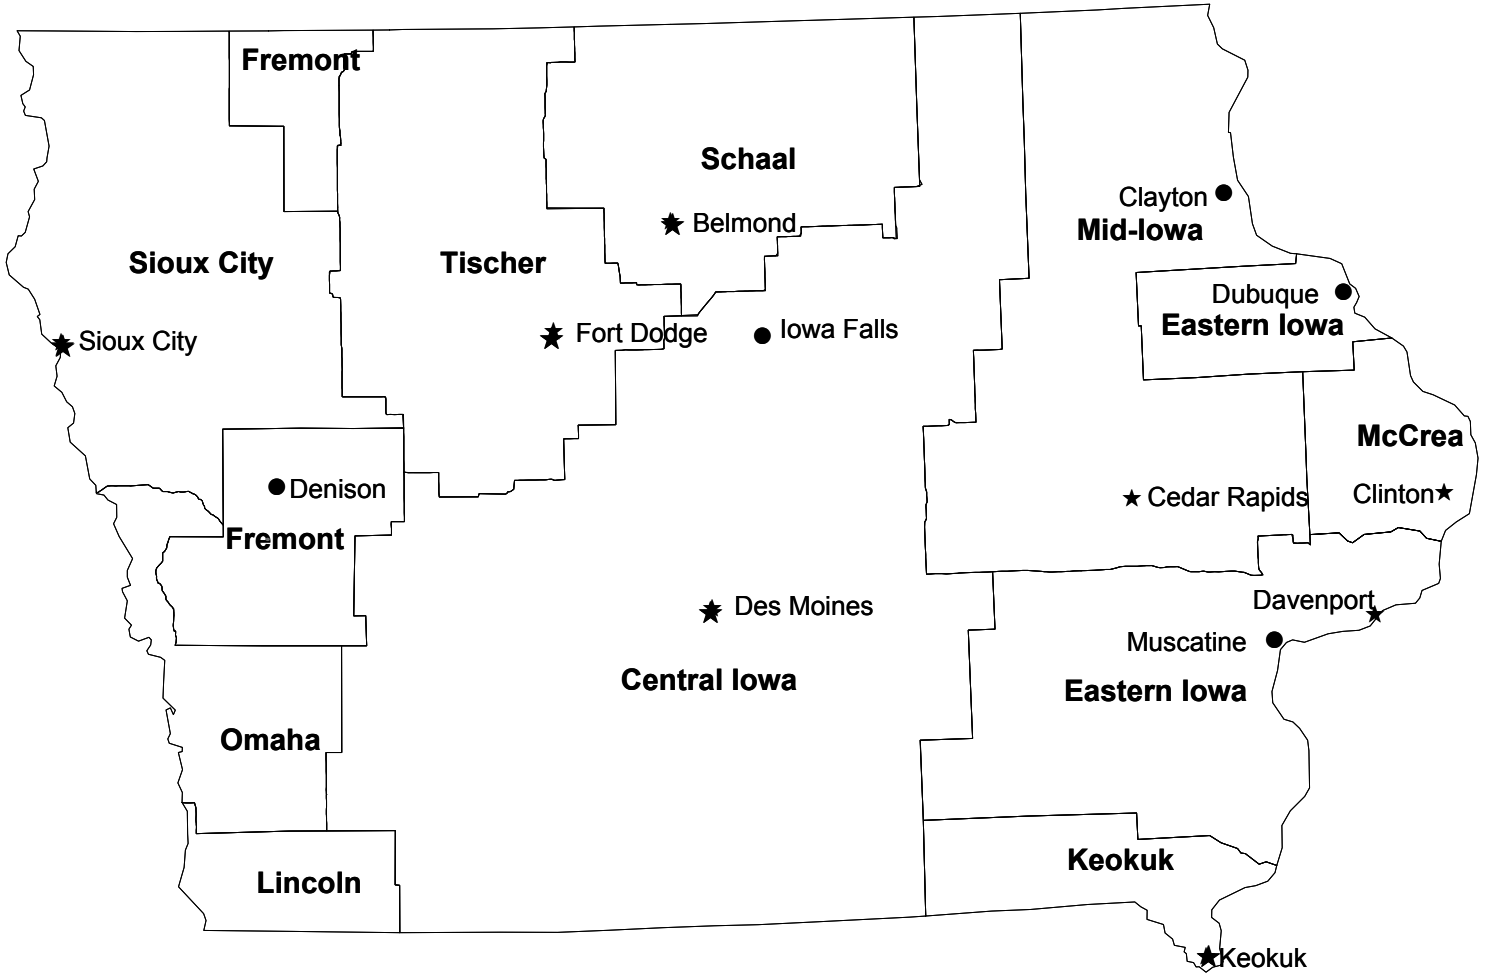 Fremont
Schaal
Clayton
Belmond
Mid-Iowa
Sioux City
Tischer
Dubuque
Eastern Iowa
Sioux City
Fort Dodge
Iowa Falls
McCrea
Denison
Cedar Rapids
Clinton
Fremont
Des Moines
Davenport
Muscatine
Central Iowa
Eastern Iowa
Omaha
Keokuk
Lincoln
Keokuk